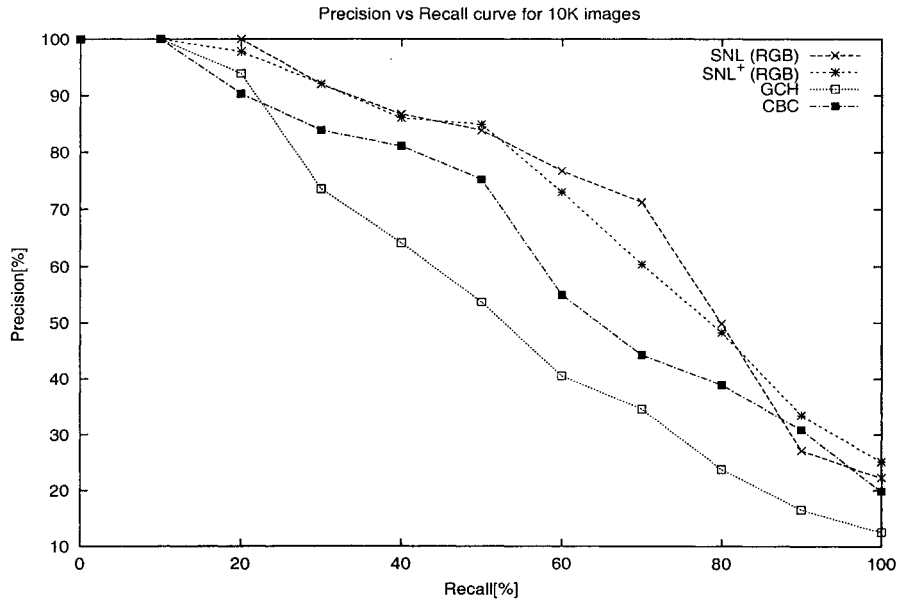 Precision vs Recall curve for 10K images
SNL (RGB)
SNL+ (RGB)
GCH
CBC
100
90
80
70
60
50
40
30
20
10
Precision[%]
0
20
40
60
80
100
Recall[%]